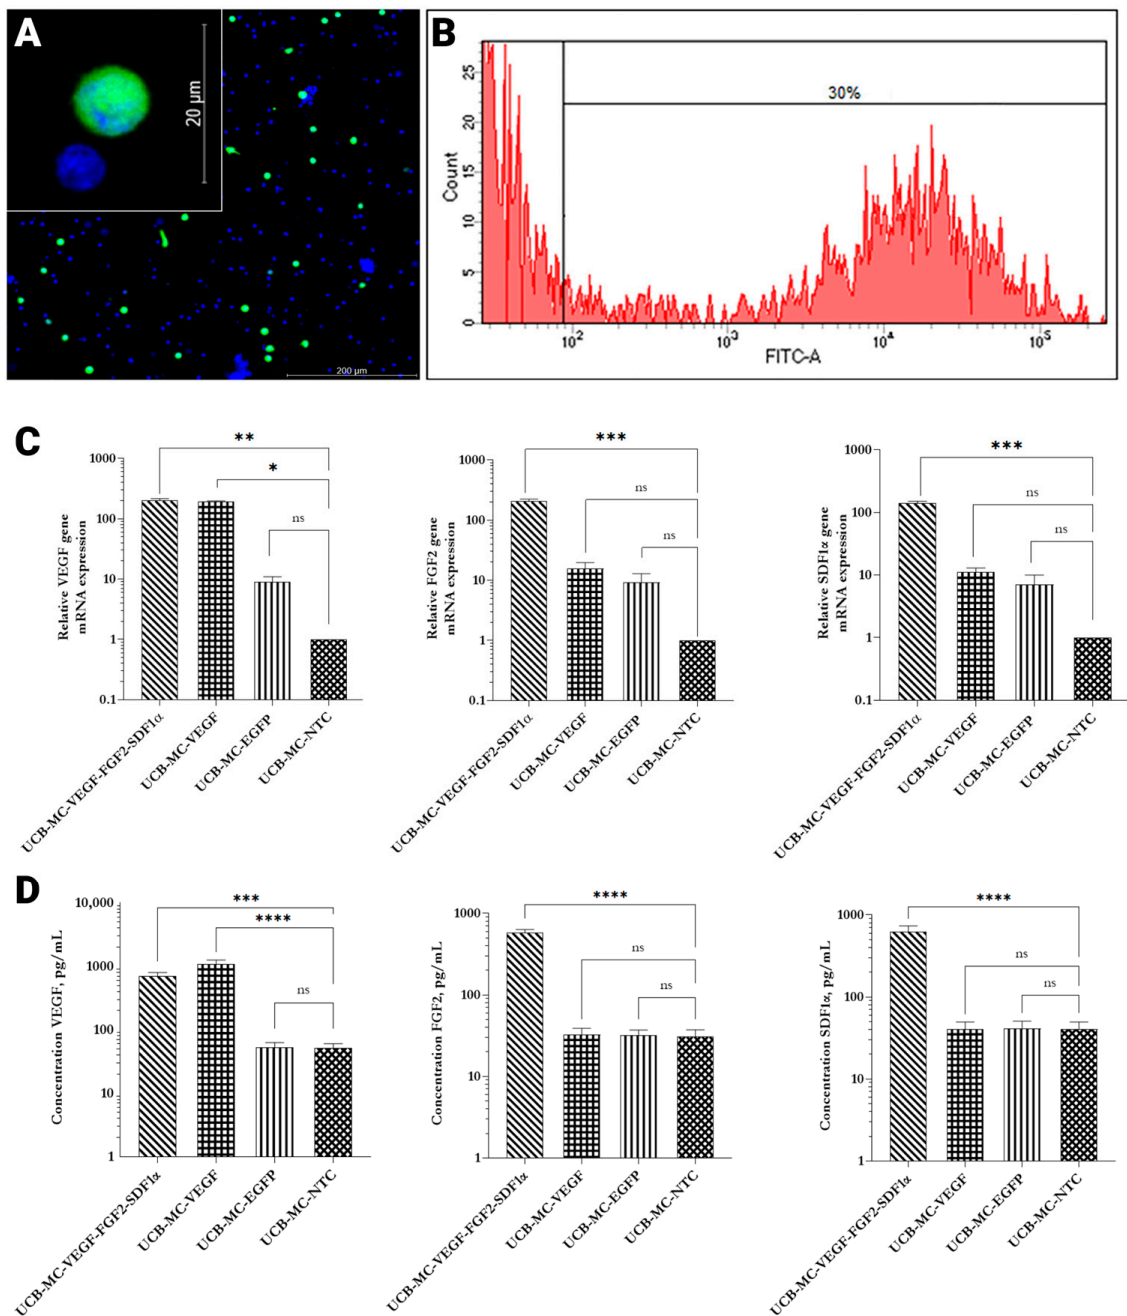 A
20 µm
200 µm
B
30%
Count
25
20
15
10
5
0
10²
10³
10⁴
10⁵
FITC-A
C
Relative VEGF gene
mRNA expression
1000
100
10
1
0.1
**
*
ns
UCB-MC-VEGF-FGF2-SDF1α
UCB-MC-VEGF
UCB-MC-EGFP
UCB-MC-NTC
Relative FGF2 gene
mRNA expression
1000
100
10
1
0.1
***
ns
ns
UCB-MC-VEGF-FGF2-SDF1α
UCB-MC-VEGF
UCB-MC-EGFP
UCB-MC-NTC
Relative SDF1α gene
mRNA expression
1000
100
10
1
0.1
***
ns
ns
UCB-MC-VEGF-FGF2-SDF1α
UCB-MC-VEGF
UCB-MC-EGFP
UCB-MC-NTC
D
Concentration VEGF, pg/mL
10,000
1000
100
10
1
***
****
ns
UCB-MC-VEGF-FGF2-SDF1α
UCB-MC-VEGF
UCB-MC-EGFP
UCB-MC-NTC
Concentration FGF2, pg/mL
1000
100
10
1
****
ns
ns
UCB-MC-VEGF-FGF2-SDF1α
UCB-MC-VEGF
UCB-MC-EGFP
UCB-MC-NTC
Concentration SDF1α, pg/mL
1000
100
10
1
****
ns
ns
UCB-MC-VEGF-FGF2-SDF1α
UCB-MC-VEGF
UCB-MC-EGFP
UCB-MC-NTC